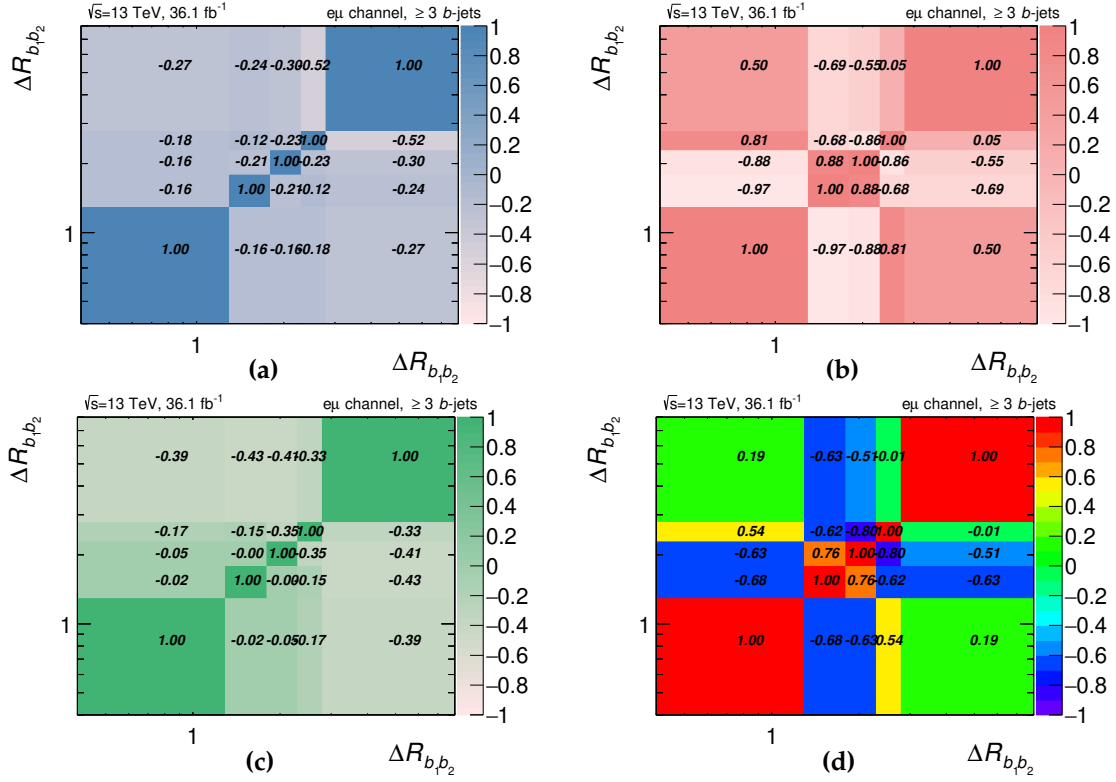 √s=13 TeV, 36.1 fb⁻¹ eμ channel, ≥ 3 b-jets
ΔR_{b₁b₂}
-0.27 -0.24 -0.30 -0.52 1.00
-0.18 -0.12 -0.23 1.00 -0.52
-0.16 -0.21 1.00 -0.23 -0.30
-0.16 1.00 -0.21 -0.12 -0.24
1.00 -0.16 -0.16 -0.18 -0.27
1
1
1
0.8
0.6
0.4
0.2
0
−0.2
−0.4
−0.6
−0.8
−1
ΔR_{b₁b₂}
(a)
√s=13 TeV, 36.1 fb⁻¹ eμ channel, ≥ 3 b-jets
ΔR_{b₁b₂}
0.50 -0.69 -0.55 0.05 1.00
0.81 -0.68 -0.86 1.00 0.05
-0.88 0.88 1.00 -0.86 -0.55
-0.97 1.00 0.88 -0.68 -0.69
1.00 -0.97 -0.88 0.81 0.50
1
1
1
0.8
0.6
0.4
0.2
0
−0.2
−0.4
−0.6
−0.8
−1
ΔR_{b₁b₂}
(b)
√s=13 TeV, 36.1 fb⁻¹ eμ channel, ≥ 3 b-jets
ΔR_{b₁b₂}
-0.39 -0.43 -0.41 -0.33 1.00
-0.17 -0.15 -0.35 1.00 -0.33
-0.05 -0.00 1.00 -0.35 -0.41
-0.02 1.00 -0.00 -0.15 -0.43
1.00 -0.02 -0.05 -0.17 -0.39
1
1
1
0.8
0.6
0.4
0.2
0
−0.2
−0.4
−0.6
−0.8
−1
ΔR_{b₁b₂}
(c)
√s=13 TeV, 36.1 fb⁻¹ eμ channel, ≥ 3 b-jets
ΔR_{b₁b₂}
0.19 -0.63 -0.51 -0.01 1.00
0.54 -0.62 -0.80 1.00 -0.01
-0.63 0.76 1.00 -0.80 -0.51
-0.68 1.00 0.76 -0.62 -0.63
1.00 -0.68 -0.63 0.54 0.19
1
1
1
0.8
0.6
0.4
0.2
0
−0.2
−0.4
−0.6
−0.8
−1
ΔR_{b₁b₂}
(d)